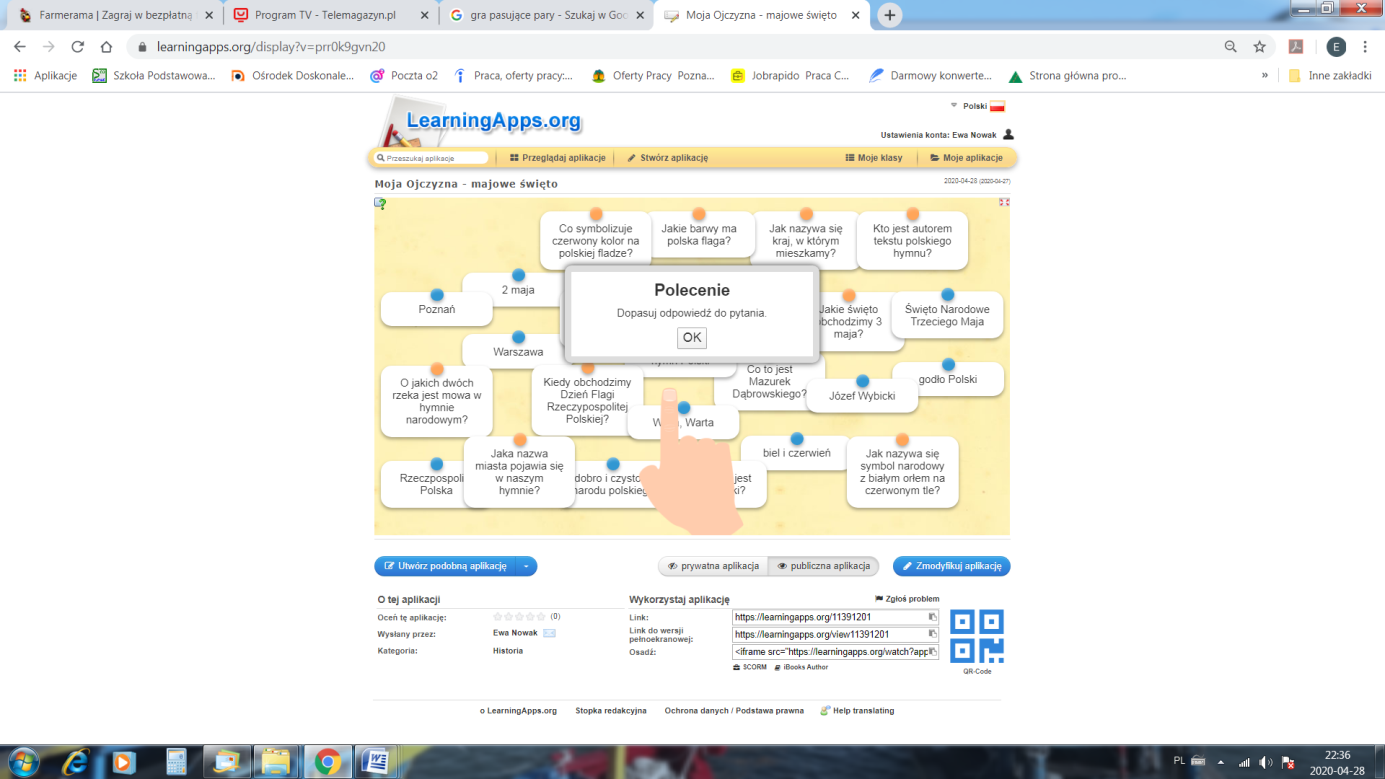 Farmerama | Zagraj w bezpłatną
Program TV - Telemagazyn.pl
gra pasujące pary - Szukaj w Goo
Moja Ojczyzna - majowe święto
learningapps.org/display?v=prr0k9gvn20
E
Aplikacje
Szkoła Podstawowa...
Ośrodek Doskonale...
Poczta o2
Praca, oferty pracy:...
Oferty Pracy Pozna...
Jobrapido Praca C...
Darmowy konwerte...
Strona główna pro...
»
Inne zakładki
LearningApps.org
Polski
Ustawienia konta: Ewa Nowak
Przeszukaj aplikacje
Przeglądaj aplikacje
Stwórz aplikację
Moje klasy
Moje aplikacje
Moja Ojczyzna - majowe święto
2020-04-28 (2020-04-27)
Co symbolizuje
czerwony kolor na
polskiej fladze?
Jakie barwy ma
polska flaga?
Jak nazywa się
kraj, w którym
mieszkamy?
Kto jest autorem
tekstu polskiego
hymnu?
2 maja
Poznań
Warszawa
Polecenie
Dopasuj odpowiedź do pytania.
OK
Jakie święto
obchodzimy 3
maja?
Święto Narodowe
Trzeciego Maja
O jakich dwóch
rzeka jest mowa w
hymnie
narodowym?
Kiedy obchodzimy
Dzień Flagi
Rzeczypospolitej
Polskiej?
Co to jest
Mazurek
Dąbrowskiego?
godło Polski
Józef Wybicki
Warta
Rzeczpospoli
Polska
Jaka nazwa
miasta pojawia się
w naszym
hymnie?
dobro i czysto
narodu polskieg
jest
ki?
biel i czerwień
Jak nazywa się
symbol narodowy
z białym orłem na
czerwonym tle?
Utwórz podobną aplikację
prywatna aplikacja
publiczna aplikacja
Zmodyfikuj aplikację
O tej aplikacji
Oceń tę aplikację: (0)
Wysłany przez: Ewa Nowak
Kategoria: Historia
Wykorzystaj aplikację
Zgłoś problem
Link: https://learningapps.org/11391201
Link do wersji
pełnoekranowej: https://learningapps.org/view11391201
Osadź: <iframe src="https://learningapps.org/watch?app
SCORM
iBooks Author
QR-Code
o LearningApps.org
Stopka redakcyjna
Ochrona danych / Podstawa prawna
Help translating
PL
22:36
2020-04-28